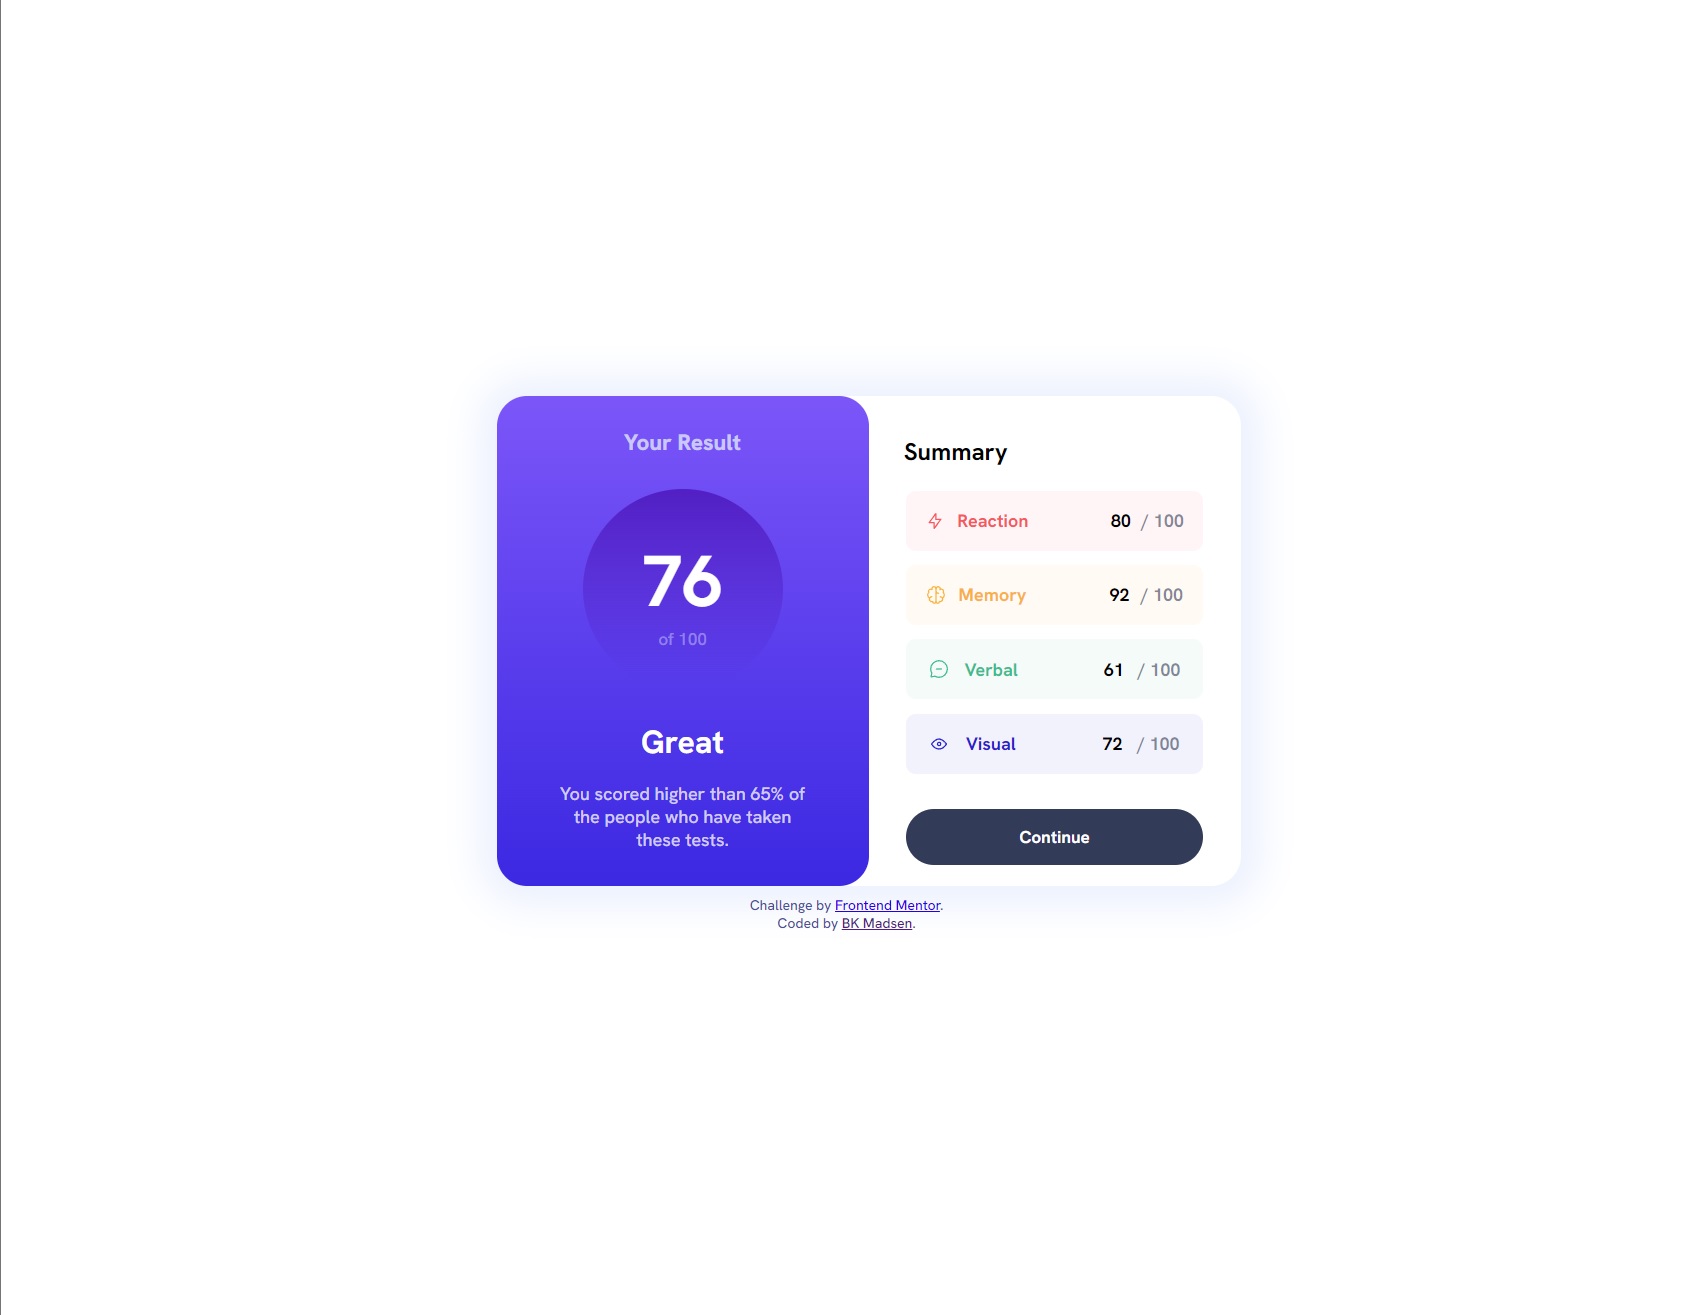 Your Result
76
of 100
Great
You scored higher than 65% of
the people who have taken
these tests.
Summary
Reaction 80 / 100
Memory 92 / 100
Verbal 61 / 100
Visual 72 / 100
Continue
Challenge by Frontend Mentor.
Coded by BK Madsen.